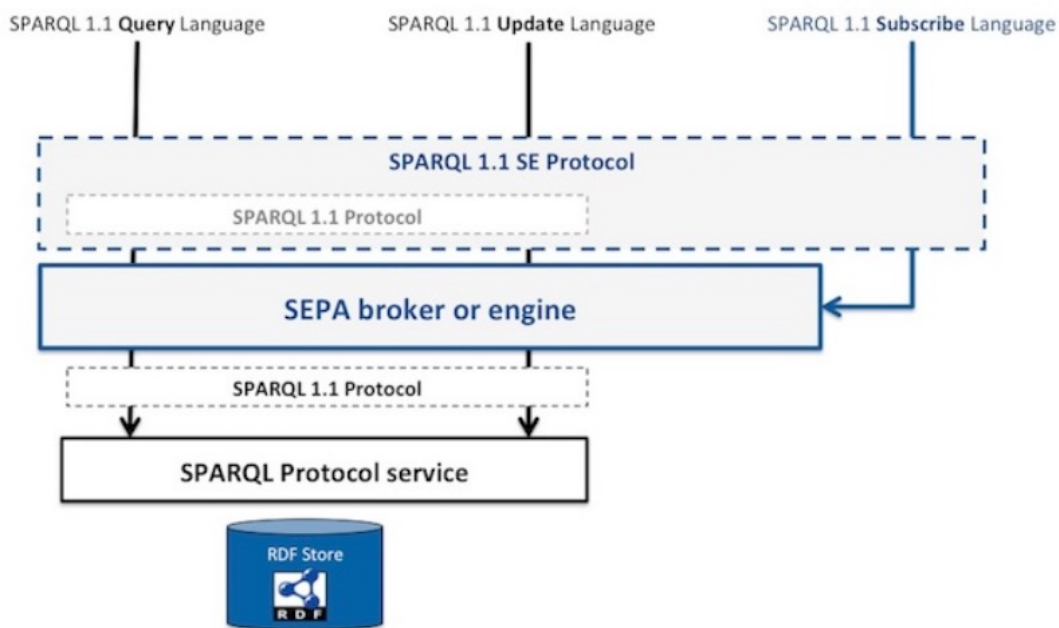 SPARQL 1.1 Query Language
SPARQL 1.1 Update Language
SPARQL 1.1 Subscribe Language
SPARQL 1.1 SE Protocol
SPARQL 1.1 Protocol
SEPA broker or engine
SPARQL 1.1 Protocol
SPARQL Protocol service
RDF Store
RDF